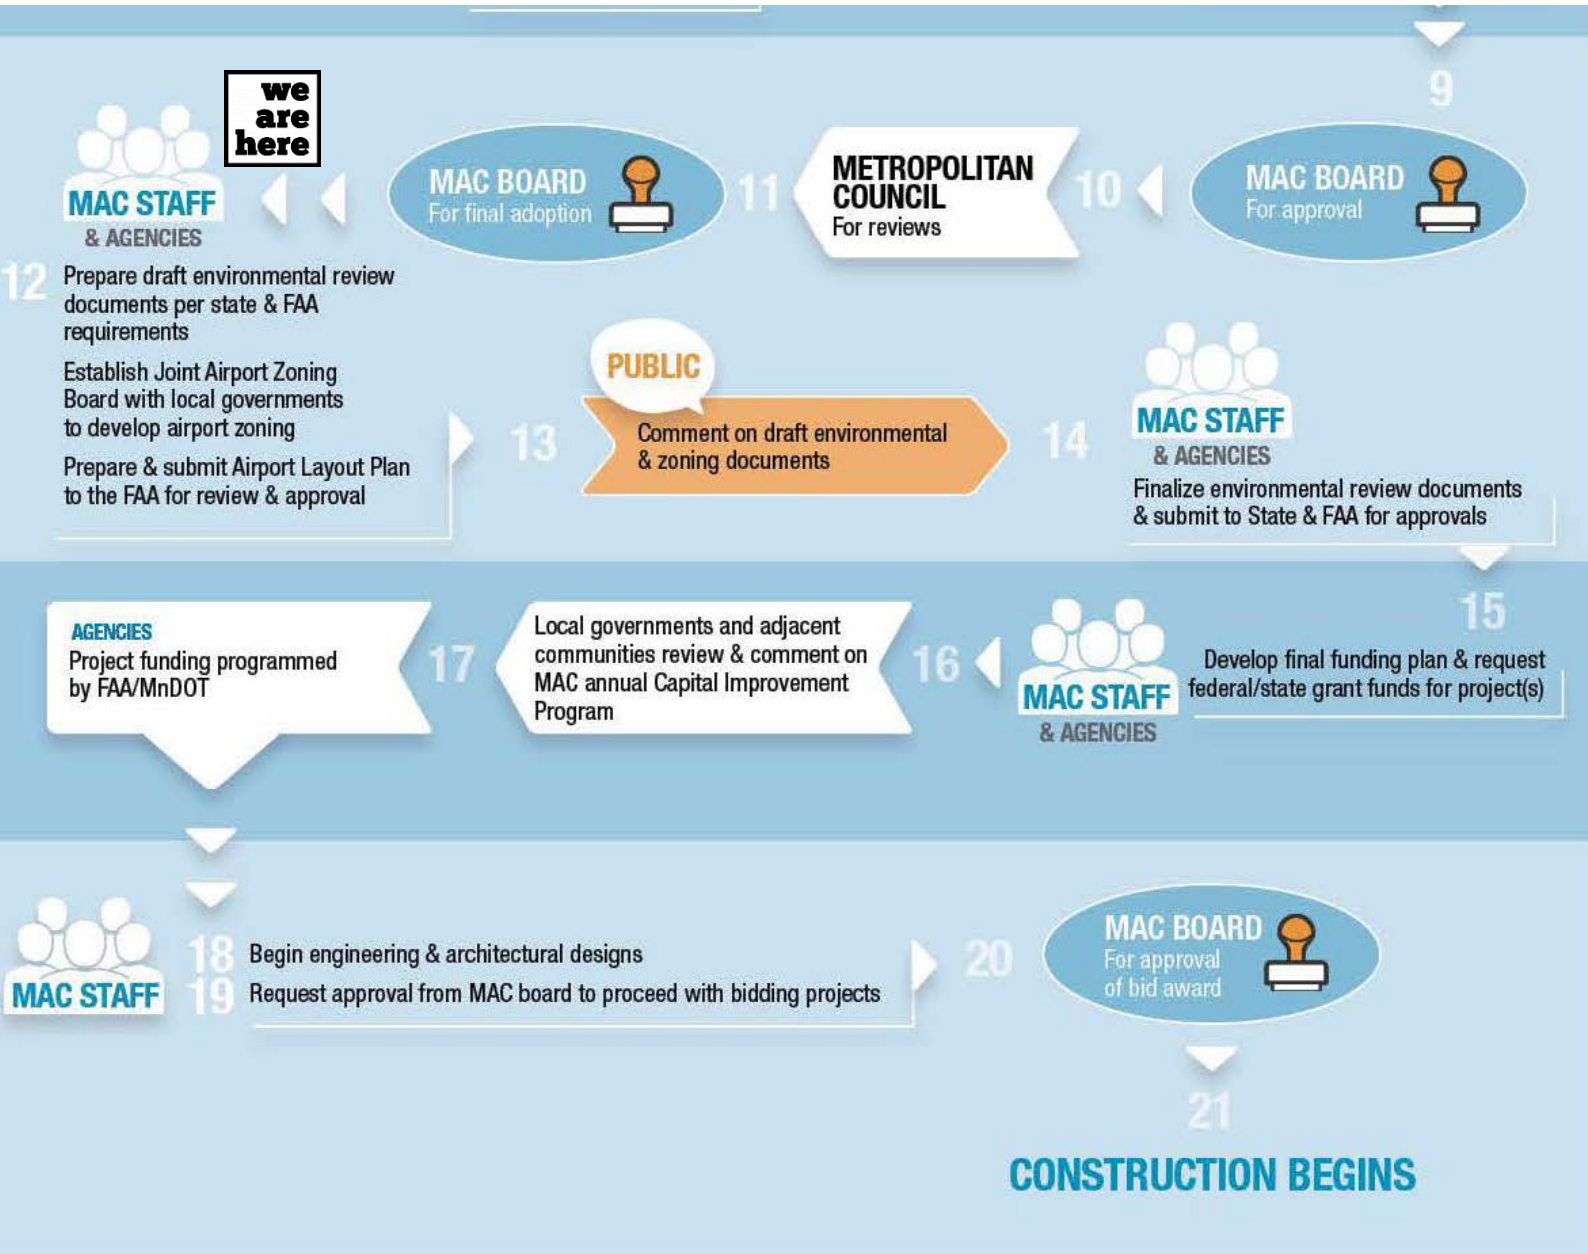 9
MAC BOARD
For approval
10
METROPOLITAN
COUNCIL
For reviews
11
MAC BOARD
For final adoption
we
are
here
MAC STAFF
& AGENCIES
12
Prepare draft environmental review
documents per state & FAA
requirements
Establish Joint Airport Zoning
Board with local governments
to develop airport zoning
Prepare & submit Airport Layout Plan
to the FAA for review & approval
13
PUBLIC
Comment on draft environmental
& zoning documents
14
MAC STAFF
& AGENCIES
Finalize environmental review documents
& submit to State & FAA for approvals
15
Develop final funding plan & request
federal/state grant funds for project(s)
MAC STAFF
& AGENCIES
16
Local governments and adjacent
communities review & comment on
MAC annual Capital Improvement
Program
17
AGENCIES
Project funding programmed
by FAA/MnDOT
MAC STAFF
18
Begin engineering & architectural designs
19
Request approval from MAC board to proceed with bidding projects
20
MAC BOARD
For approval
of bid award
21
CONSTRUCTION BEGINS